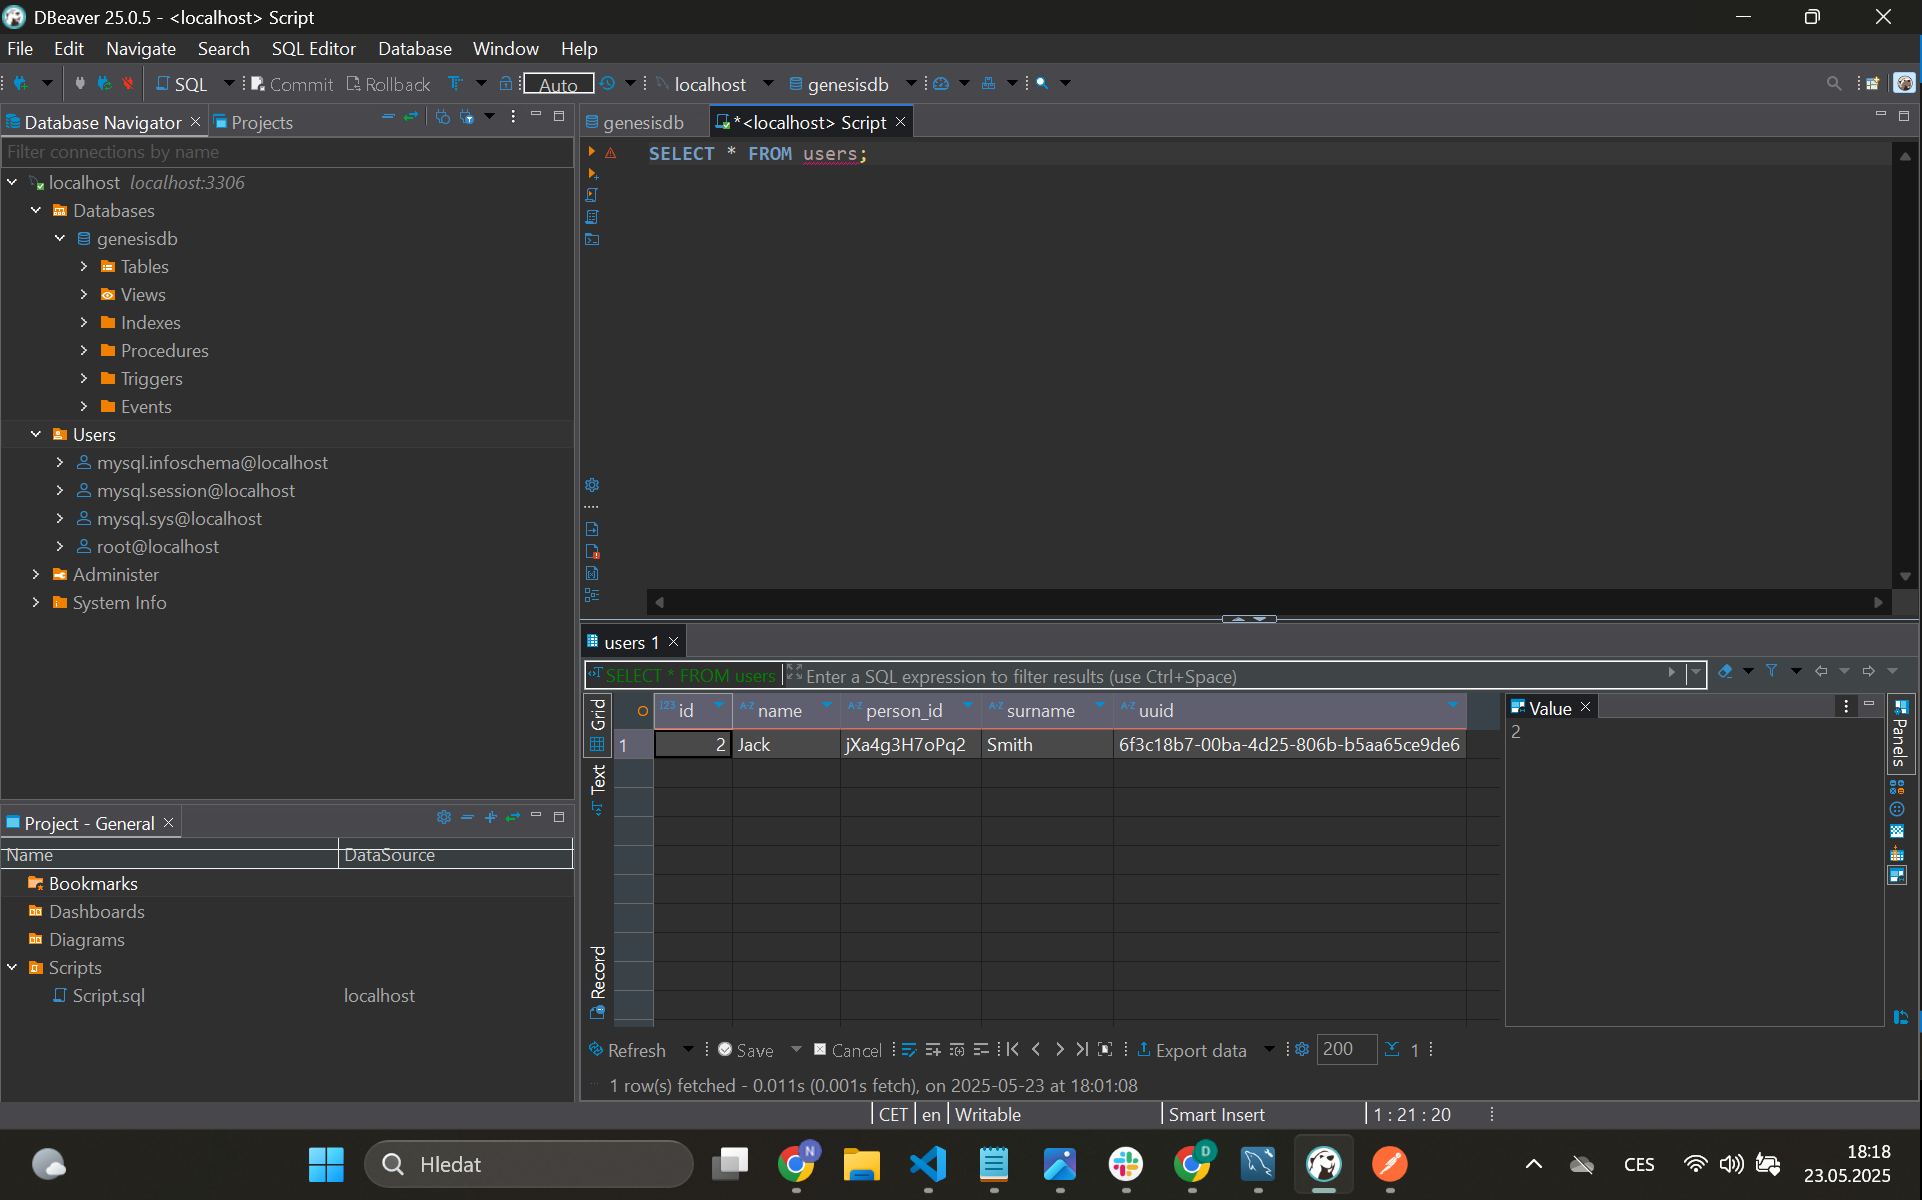 DBeaver 25.0.5 - <localhost> Script
File Edit Navigate Search SQL Editor Database Window Help
SQL Commit Rollback Auto localhost genesisdb
Database Navigator Projects
Filter connections by name
localhost localhost:3306
Databases
genesisdb
Tables
Views
Indexes
Procedures
Triggers
Events
Users
mysql.infoschema@localhost
mysql.session@localhost
mysql.sys@localhost
root@localhost
Administer
System Info
Project - General
Name DataSource
Bookmarks
Dashboards
Diagrams
Scripts
Script.sql localhost
genesisdb *<localhost> Script
SELECT * FROM users;
users 1
SELECT * FROM users Enter a SQL expression to filter results (use Ctrl+Space)
Grid
Text
Record
123 id A-Z name A-Z person_id A-Z surname A-Z uuid
1 2 Jack jXa4g3H7oPq2 Smith 6f3c18b7-00ba-4d25-806b-b5aa65ce9de6
Value
2
Panels
Refresh Save Cancel Export data 200 1
1 row(s) fetched - 0.011s (0.001s fetch), on 2025-05-23 at 18:01:08
CET en Writable Smart Insert 1 : 21 : 20
Hledat
N
D
CES
18:18
23.05.2025